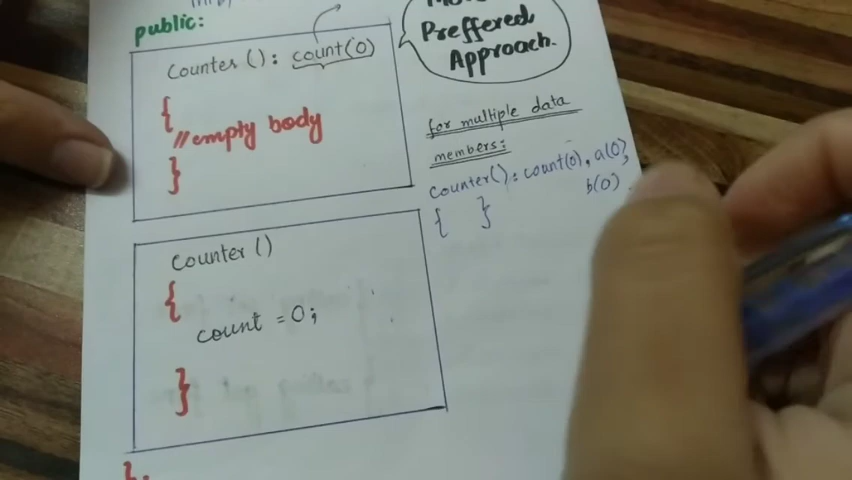 public:
Counter (): count(0)
{
//empty body
}
Preffered
Approach.
for multiple data
members:
counter(): count(0), a(0),
b(0)
{ }
counter ()
{
count = 0;
}
};